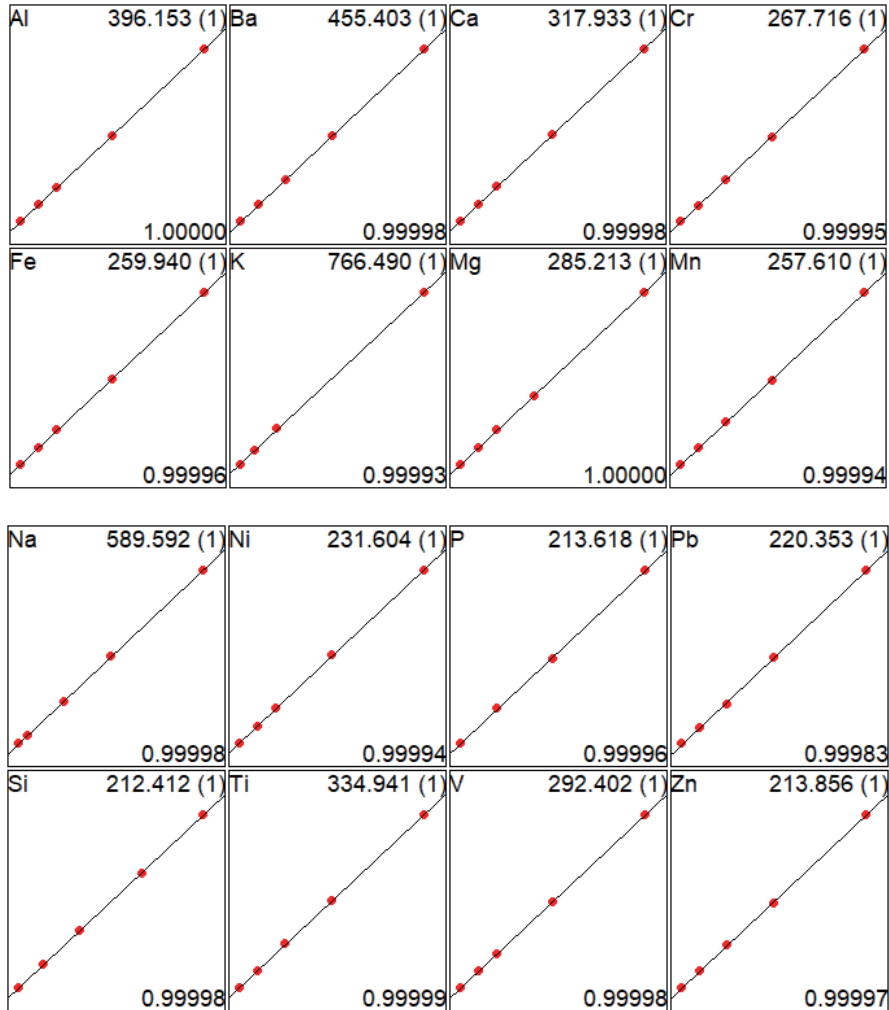 Al 396.153 (1) Ba 455.403 (1) Ca 317.933 (1) Cr 267.716 (1)
1.00000 0.99998 0.99998 0.99995
Fe 259.940 (1) K 766.490 (1) Mg 285.213 (1) Mn 257.610 (1)
0.99996 0.99993 1.00000 0.99994
Na 589.592 (1) Ni 231.604 (1) P 213.618 (1) Pb 220.353 (1)
0.99998 0.99994 0.99996 0.99983
Si 212.412 (1) Ti 334.941 (1) V 292.402 (1) Zn 213.856 (1)
0.99998 0.99999 0.99998 0.99997